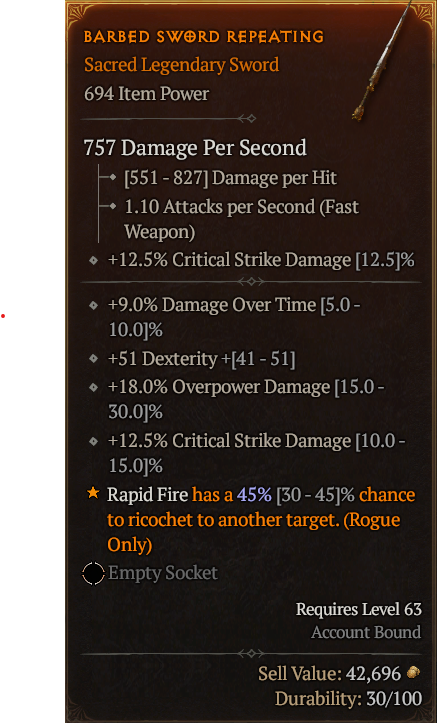 BARBED SWORD REPEATING
Sacred Legendary Sword
694 Item Power
757 Damage Per Second
[551 - 827] Damage per Hit
1.10 Attacks per Second (Fast
Weapon)
+12.5% Critical Strike Damage [12.5]%
+9.0% Damage Over Time [5.0 -
10.0]%
+51 Dexterity +[41 - 51]
+18.0% Overpower Damage [15.0 -
30.0]%
+12.5% Critical Strike Damage [10.0 -
15.0]%
Rapid Fire has a 45% [30 - 45]% chance
to ricochet to another target. (Rogue
Only)
Empty Socket
Requires Level 63
Account Bound
Sell Value: 42,696
Durability: 30/100